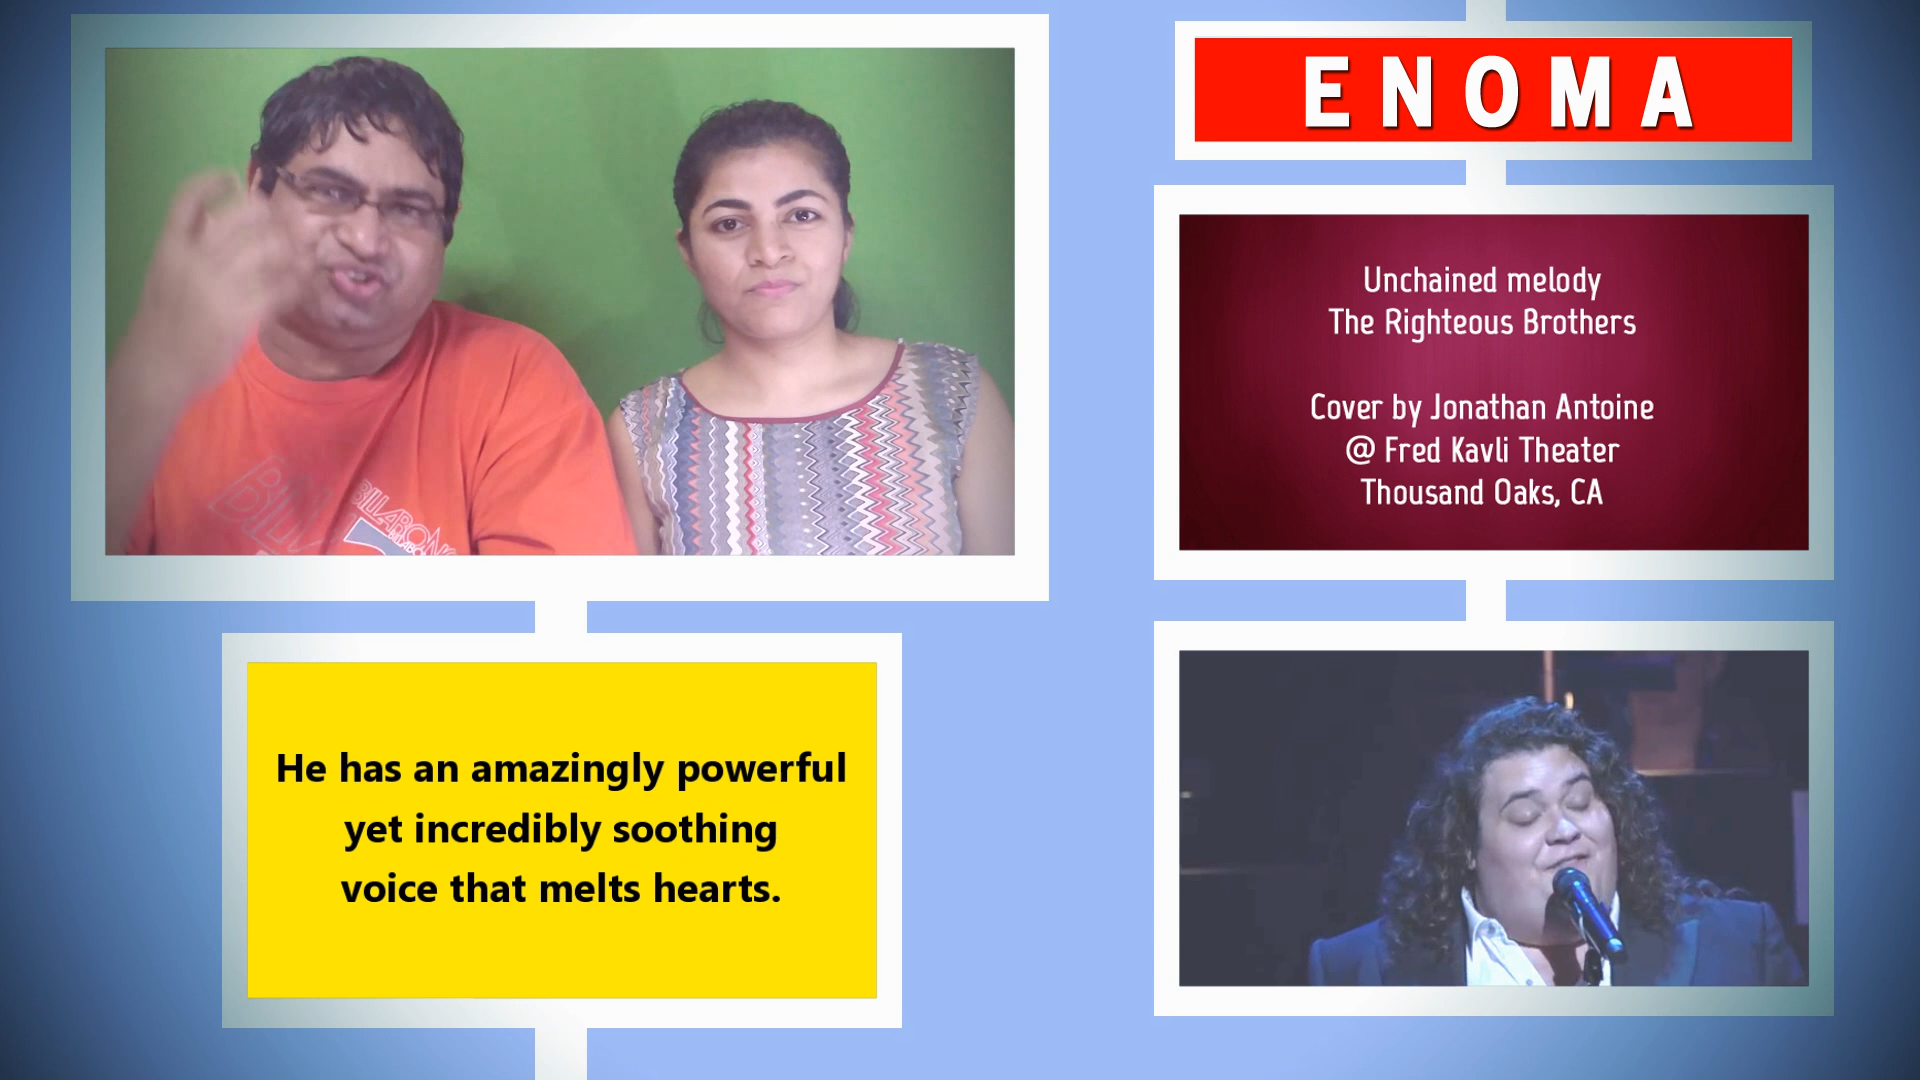 ENOMA
Unchained melody
The Righteous Brothers
Cover by Jonathan Antoine
@ Fred Kavli Theater
Thousand Oaks, CA
BILLABONG
He has an amazingly powerful
yet incredibly soothing
voice that melts hearts.